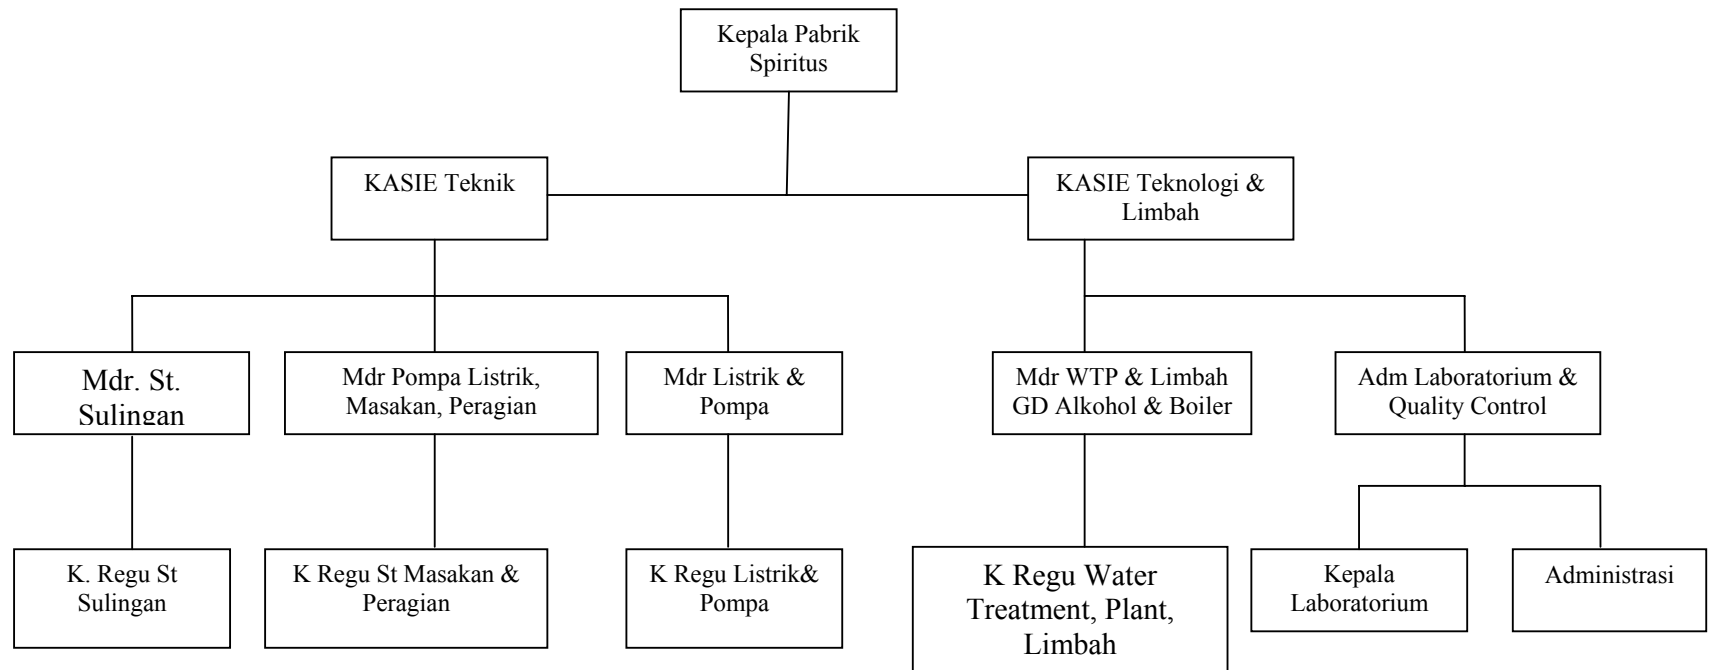 Kepala Pabrik
Spiritus
KASIE Teknik
KASIE Teknologi &
Limbah
Mdr. St.
Sulingan
Mdr Pompa Listrik,
Masakan, Peragian
Mdr Listrik &
Pompa
Mdr WTP & Limbah
GD Alkohol & Boiler
Adm Laboratorium &
Quality Control
K. Regu St
Sulingan
K Regu St Masakan &
Peragian
K Regu Listrik&
Pompa
K Regu Water
Treatment, Plant,
Limbah
Kepala
Laboratorium
Administrasi